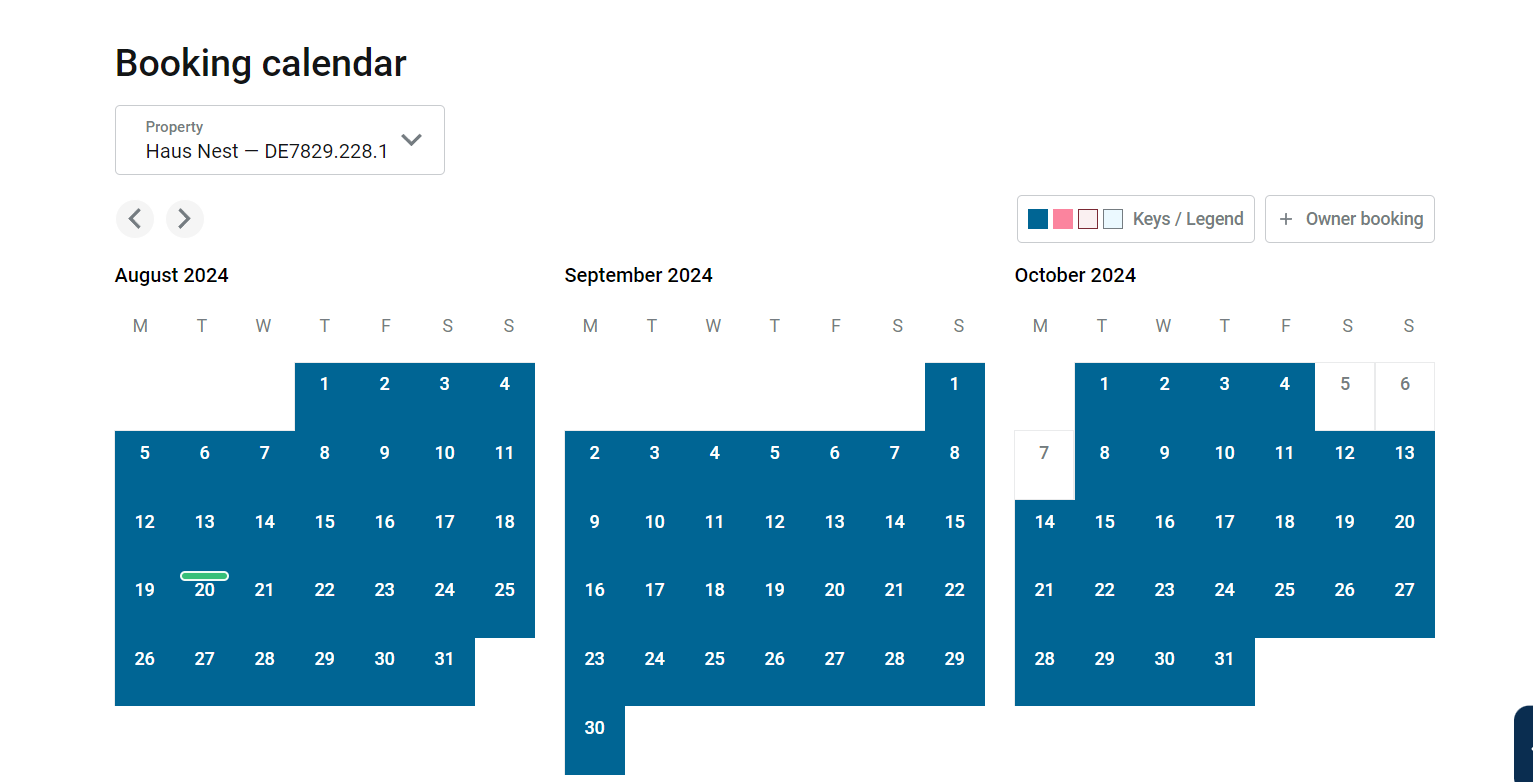 Booking calendar
Property
Haus Nest — DE7829.228.1
Keys / Legend
+ Owner booking
August 2024
M T W T F S S
1 2 3 4
5 6 7 8 9 10 11
12 13 14 15 16 17 18
19 20 21 22 23 24 25
26 27 28 29 30 31
September 2024
M T W T F S S
1
2 3 4 5 6 7 8
9 10 11 12 13 14 15
16 17 18 19 20 21 22
23 24 25 26 27 28 29
30
October 2024
M T W T F S S
1 2 3 4 5 6
7 8 9 10 11 12 13
14 15 16 17 18 19 20
21 22 23 24 25 26 27
28 29 30 31